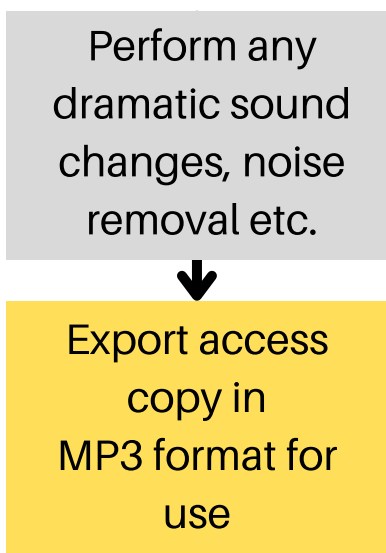 Perform any
dramatic sound
changes, noise
removal etc.
Export access
copy in
MP3 format for
use